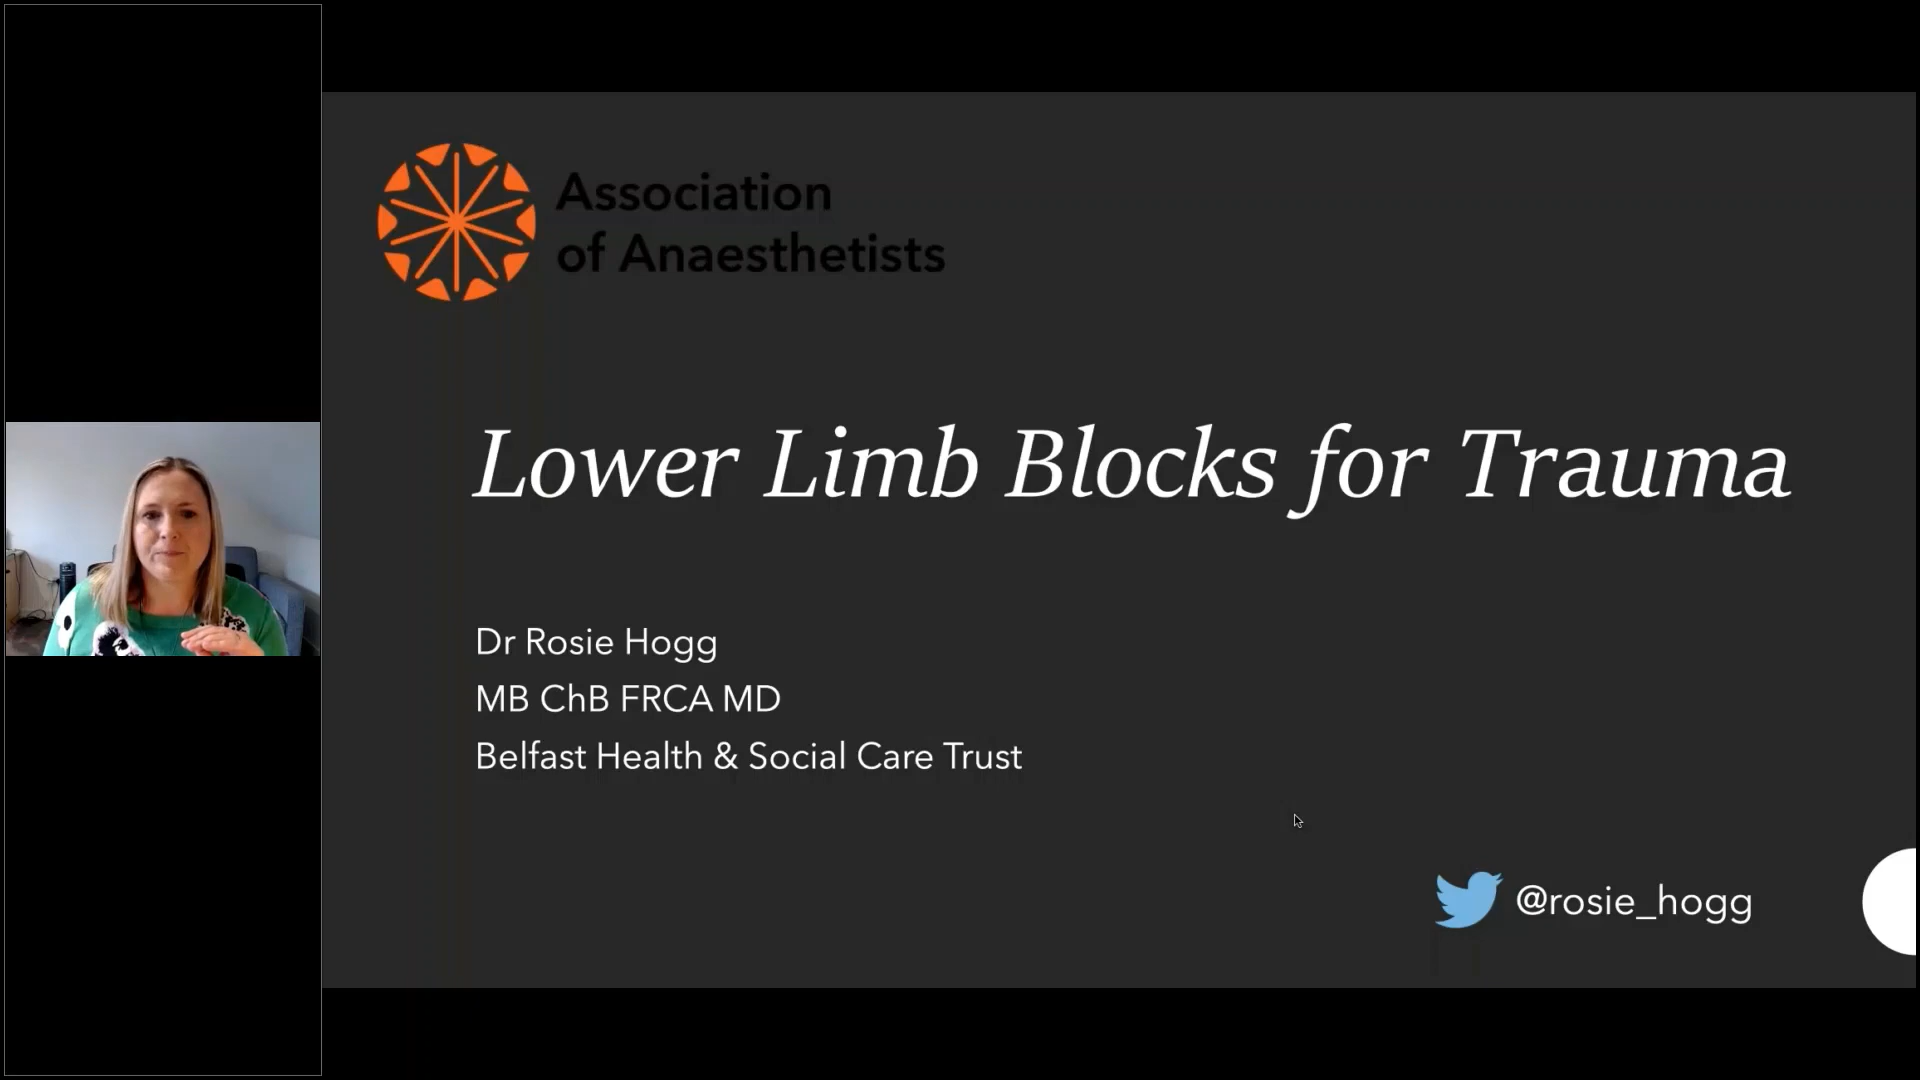 Association
of Anaesthetists
Lower Limb Blocks for Trauma
Dr Rosie Hogg
MB ChB FRCA MD
Belfast Health & Social Care Trust
@rosie_hogg